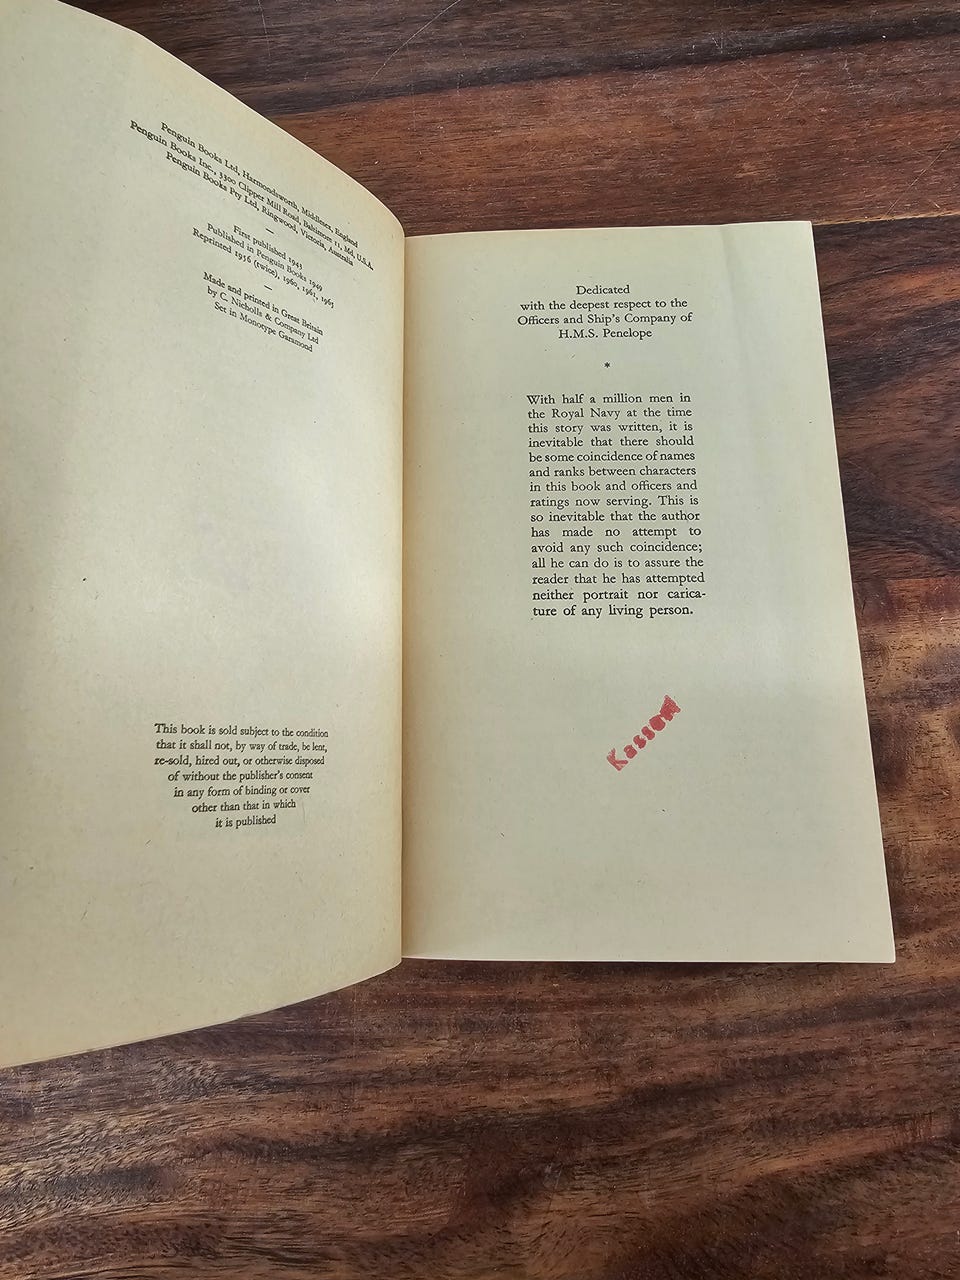 Penguin Books Ltd, Harmondsworth, Middlesex, England
Penguin Books Inc., 3300 Clipper Mill Road, Baltimore 11, Md, U.S.A.
Penguin Books Pty Ltd, Ringwood, Victoria, Australia
—
First published 1943
Published in Penguin Books 1949
Reprinted 1956 (twice), 1960, 1961, 1963
—
Made and printed in Great Britain
by C. Nicholls & Company Ltd
Set in Monotype Garamond
This book is sold subject to the condition
that it shall not, by way of trade, be lent,
re-sold, hired out, or otherwise disposed
of without the publisher's consent
in any form of binding or cover
other than that in which
it is published
Dedicated
with the deepest respect to the
Officers and Ship's Company of
H.M.S. Penelope
*
With half a million men in
the Royal Navy at the time
this story was written, it is
inevitable that there should
be some coincidence of names
and ranks between characters
in this book and officers and
ratings now serving. This is
so inevitable that the author
has made no attempt to
avoid any such coincidence;
all he can do is to assure the
reader that he has attempted
neither portrait nor carica-
ture of any living person.